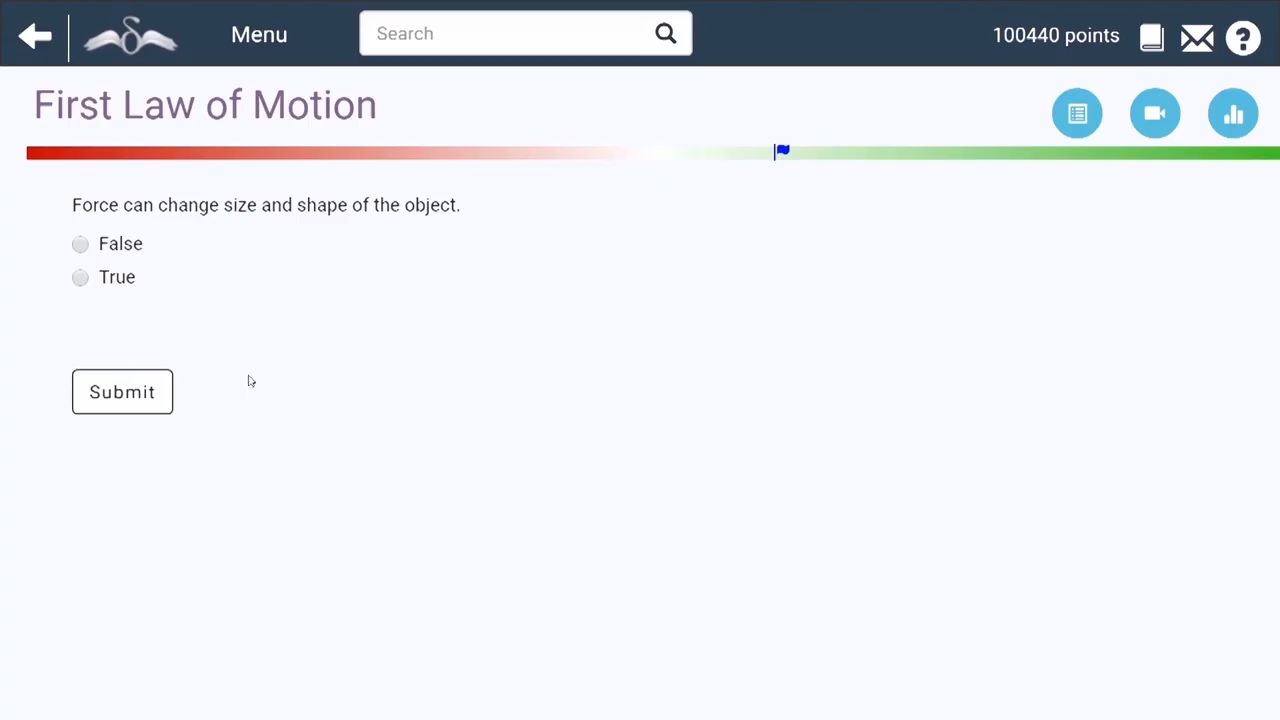 Menu
Search
100440 points
First Law of Motion
Force can change size and shape of the object.
False
True
Submit